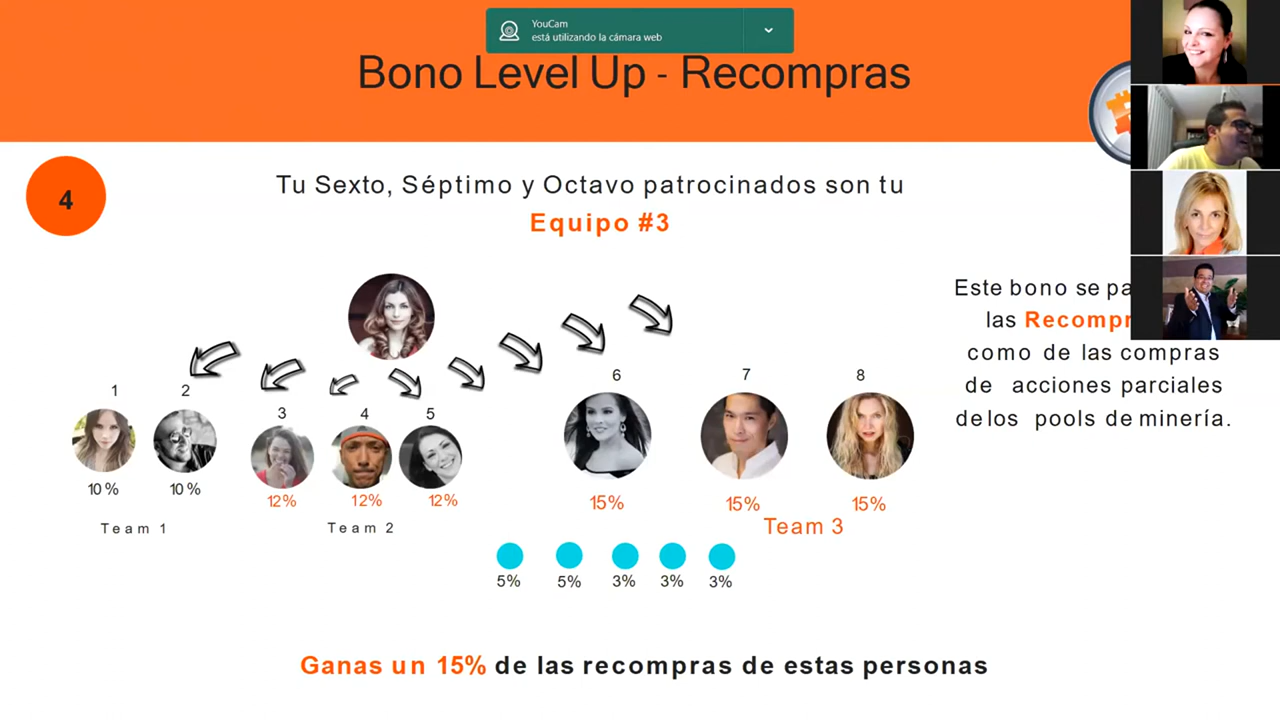 YouCam
está utilizando la cámara web
Bono Level Up - Recompras
4
Tu Sexto, Séptimo y Octavo patrocinados son tu
Equipo #3
Este bono se
las
como de las compras
de acciones parciales
de los pools de minería.
1 2 3 4 5 6 7 8
10 % 10 % 12% 12% 12% 15% 15% 15%
Team 1 Team 2 Team 3
5% 5% 3% 3% 3%
Ganas un 15% de las recompras de estas personas